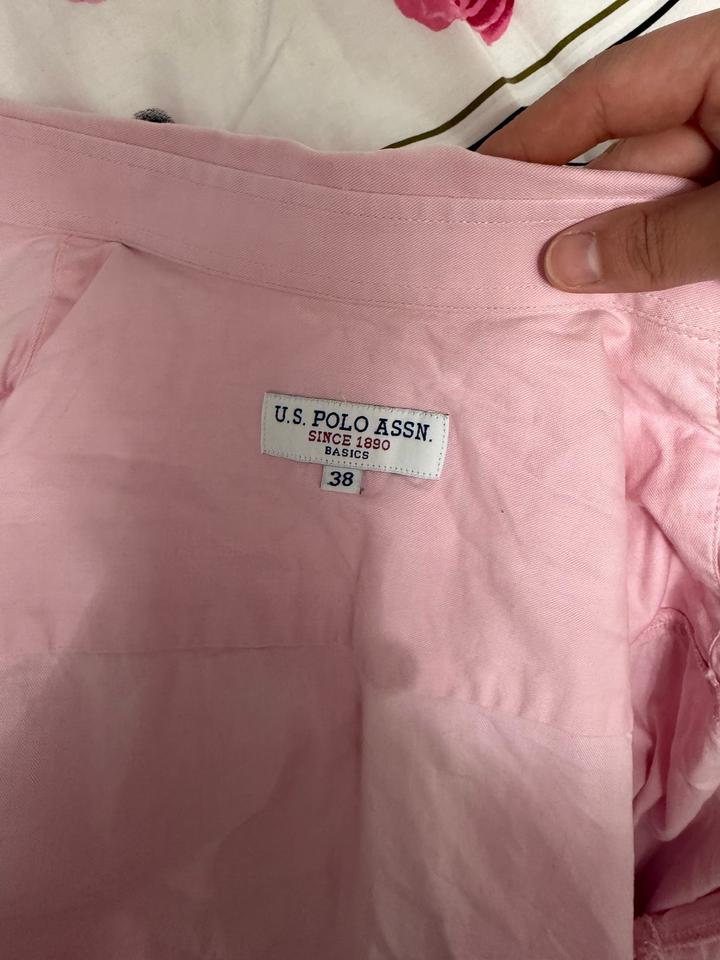 U.S. POLO ASSN.
SINCE 1890
BASICS
38